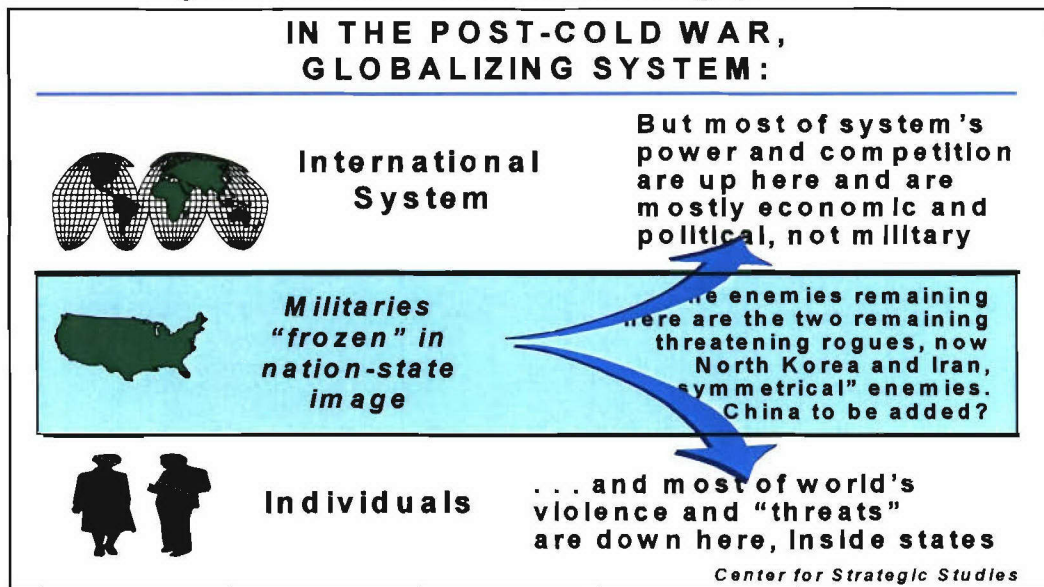 IN THE POST-COLD WAR,
GLOBALIZING SYSTEM:
International
System
But most of system's
power and competition
are up here and are
mostly economic and
political, not military
Militaries
"frozen" in
nation-state
image
enemies remaining
are the two remaining
threatening rogues, now
North Korea and Iran,
enemies.
China to be added?
Individuals
. . . and most of world's
violence and "threats"
are down here, inside states
Center for Strategic Studies